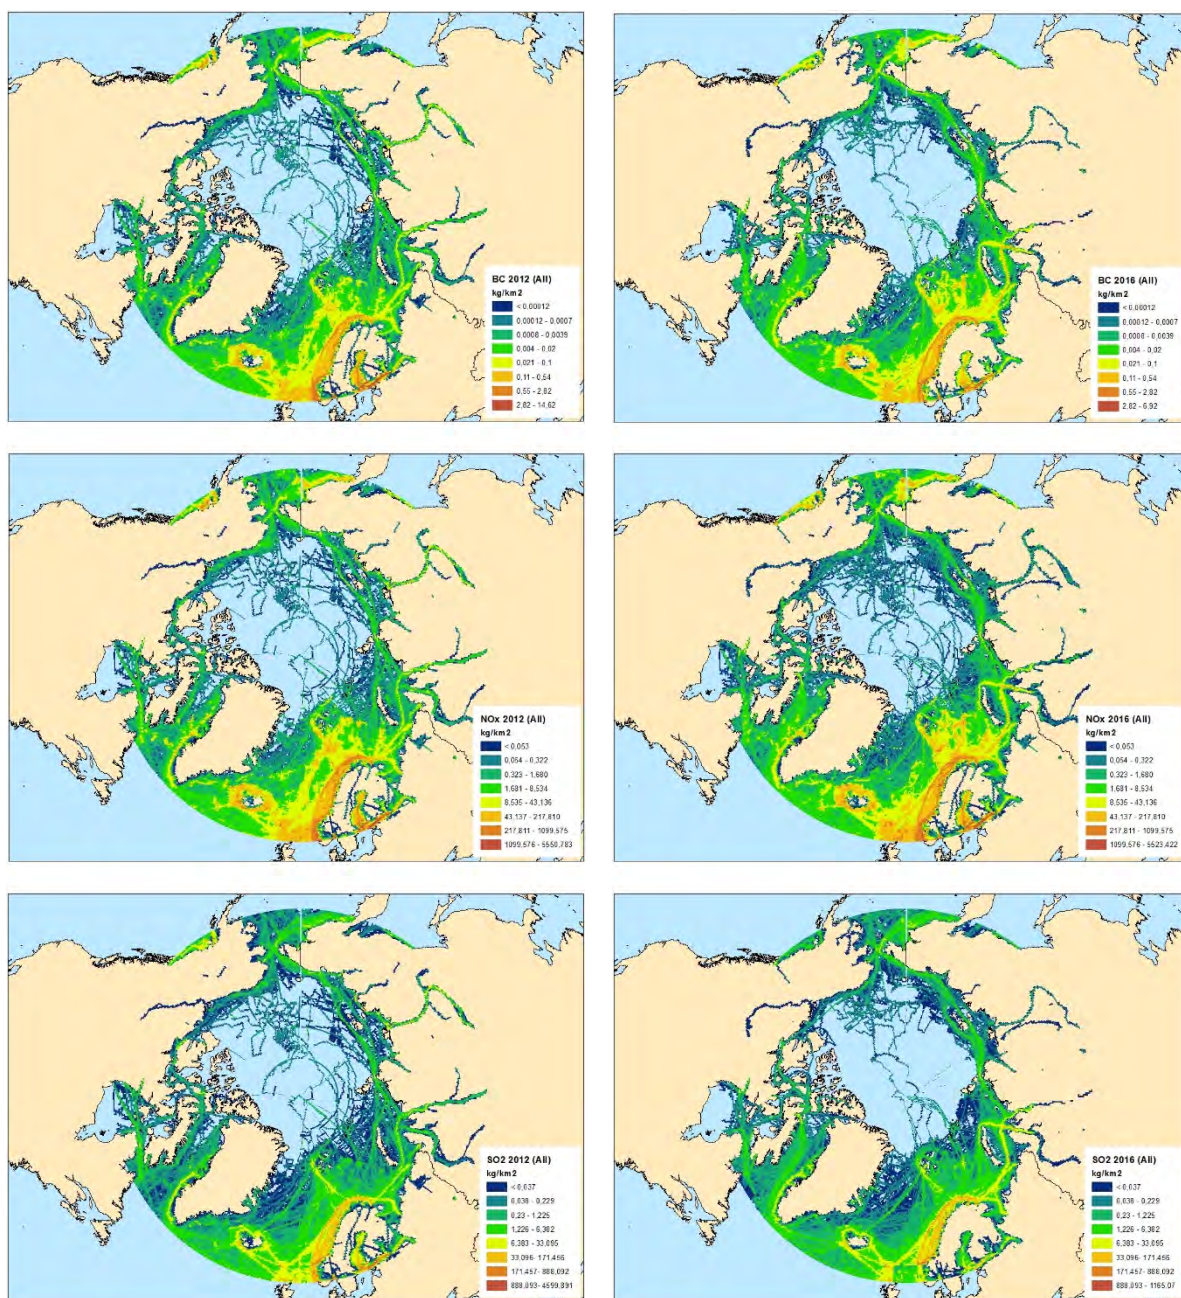 BC 2012 (All)
kg/km2
< 0,00012
0,00012 - 0,0007
0,0008 - 0,0039
0,004 - 0,02
0,021 - 0,1
0,11 - 0,54
0,55 - 2,82
2,82 - 14,62
BC 2016 (All)
kg/km2
< 0,00012
0,00012 - 0,0007
0,0008 - 0,0039
0,004 - 0,02
0,021 - 0,1
0,11 - 0,54
0,55 - 2,82
2,82 - 6,92
NOx 2012 (All)
kg/km2
< 0,053
0,054 - 0,322
0,323 - 1,680
1,681 - 8,534
8,535 - 43,136
43,137 - 217,810
217,811 - 1099,575
1099,576 - 5550,783
NOx 2016 (All)
kg/km2
< 0,053
0,054 - 0,322
0,323 - 1,680
1,681 - 8,534
8,535 - 43,136
43,137 - 217,810
217,811 - 1099,575
1099,576 - 5523,422
SO2 2012 (All)
kg/km2
< 0,037
0,038 - 0,229
0,23 - 1,225
1,226 - 6,382
6,383 - 33,095
33,096 - 171,456
171,457 - 888,092
888,093 - 4599,891
SO2 2016 (All)
kg/km2
< 0,037
0,038 - 0,229
0,23 - 1,225
1,226 - 6,382
6,383 - 33,095
33,096 - 171,456
171,457 - 888,092
888,093 - 1165,07